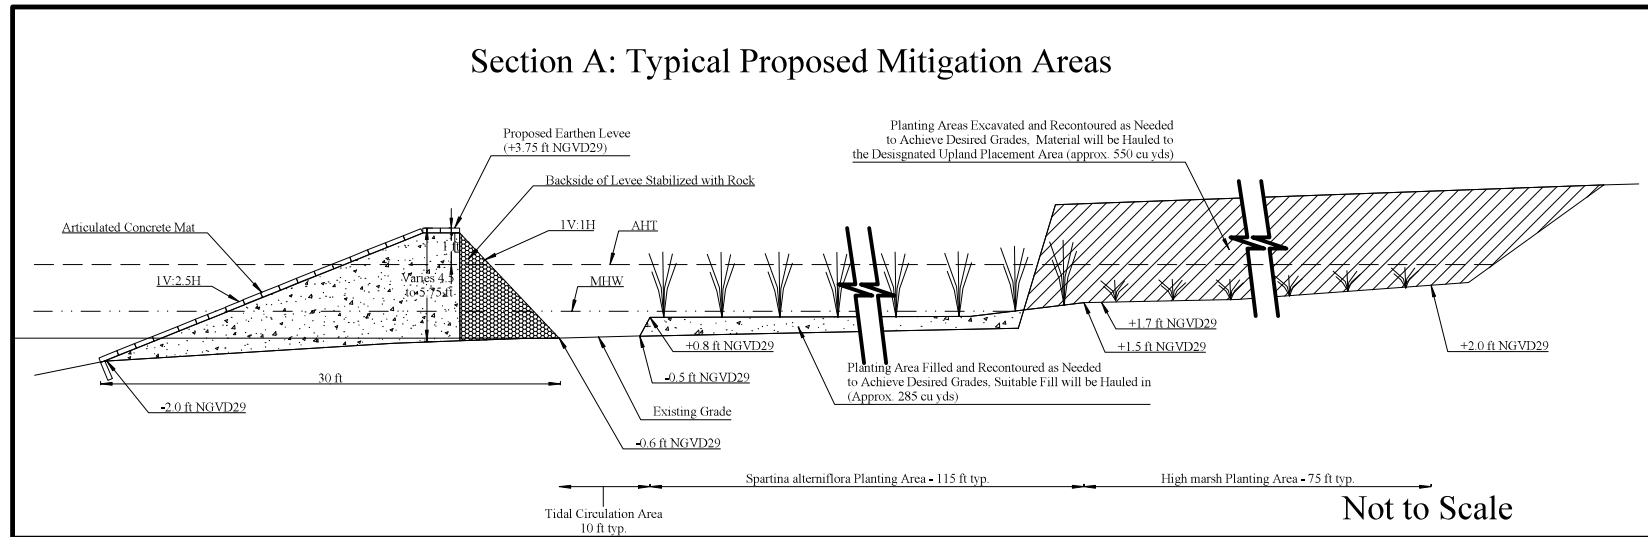 Section A: Typical Proposed Mitigation Areas
Proposed Earthen Levee
(+3.75 ft NGVD29)
Planting Areas Excavated and Recontoured as Needed
to Achieve Desired Grades, Material will be Hauled to
the Desisgnated Upland Placement Area (approx. 550 cu yds)
Backside of Levee Stabilized with Rock
Articulated Concrete Mat
1V:1H
AHT
1 ft
1V:2.5H
Varies 4.5
to 5.75 ft
MHW
+1.7 ft NGVD29
+0.8 ft NGVD29
+1.5 ft NGVD29
+2.0 ft NGVD29
30 ft
-0.5 ft NGVD29
Planting Area Filled and Recontoured as Needed
to Achieve Desired Grades, Suitable Fill will be Hauled in
(Approx. 285 cu yds)
-2.0 ft NGVD29
Existing Grade
-0.6 ft NGVD29
Spartina alterniflora Planting Area - 115 ft typ.
High marsh Planting Area - 75 ft typ.
Tidal Circulation Area
10 ft typ.
Not to Scale